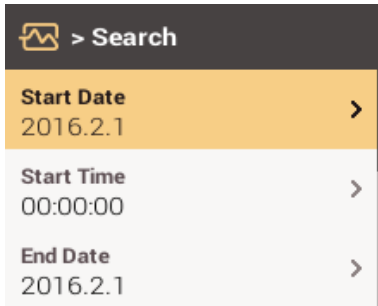 > Search
Start Date
2016.2.1
Start Time
00:00:00
End Date
2016.2.1